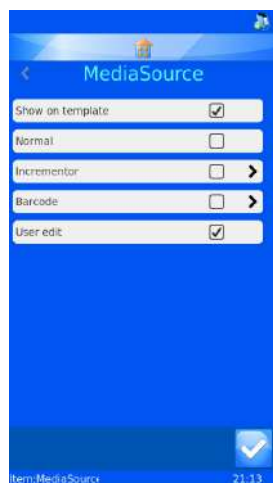 MediaSource
Show on template
Normal
Incrementor
Barcode
User edit
Item:MediaSource 21:13